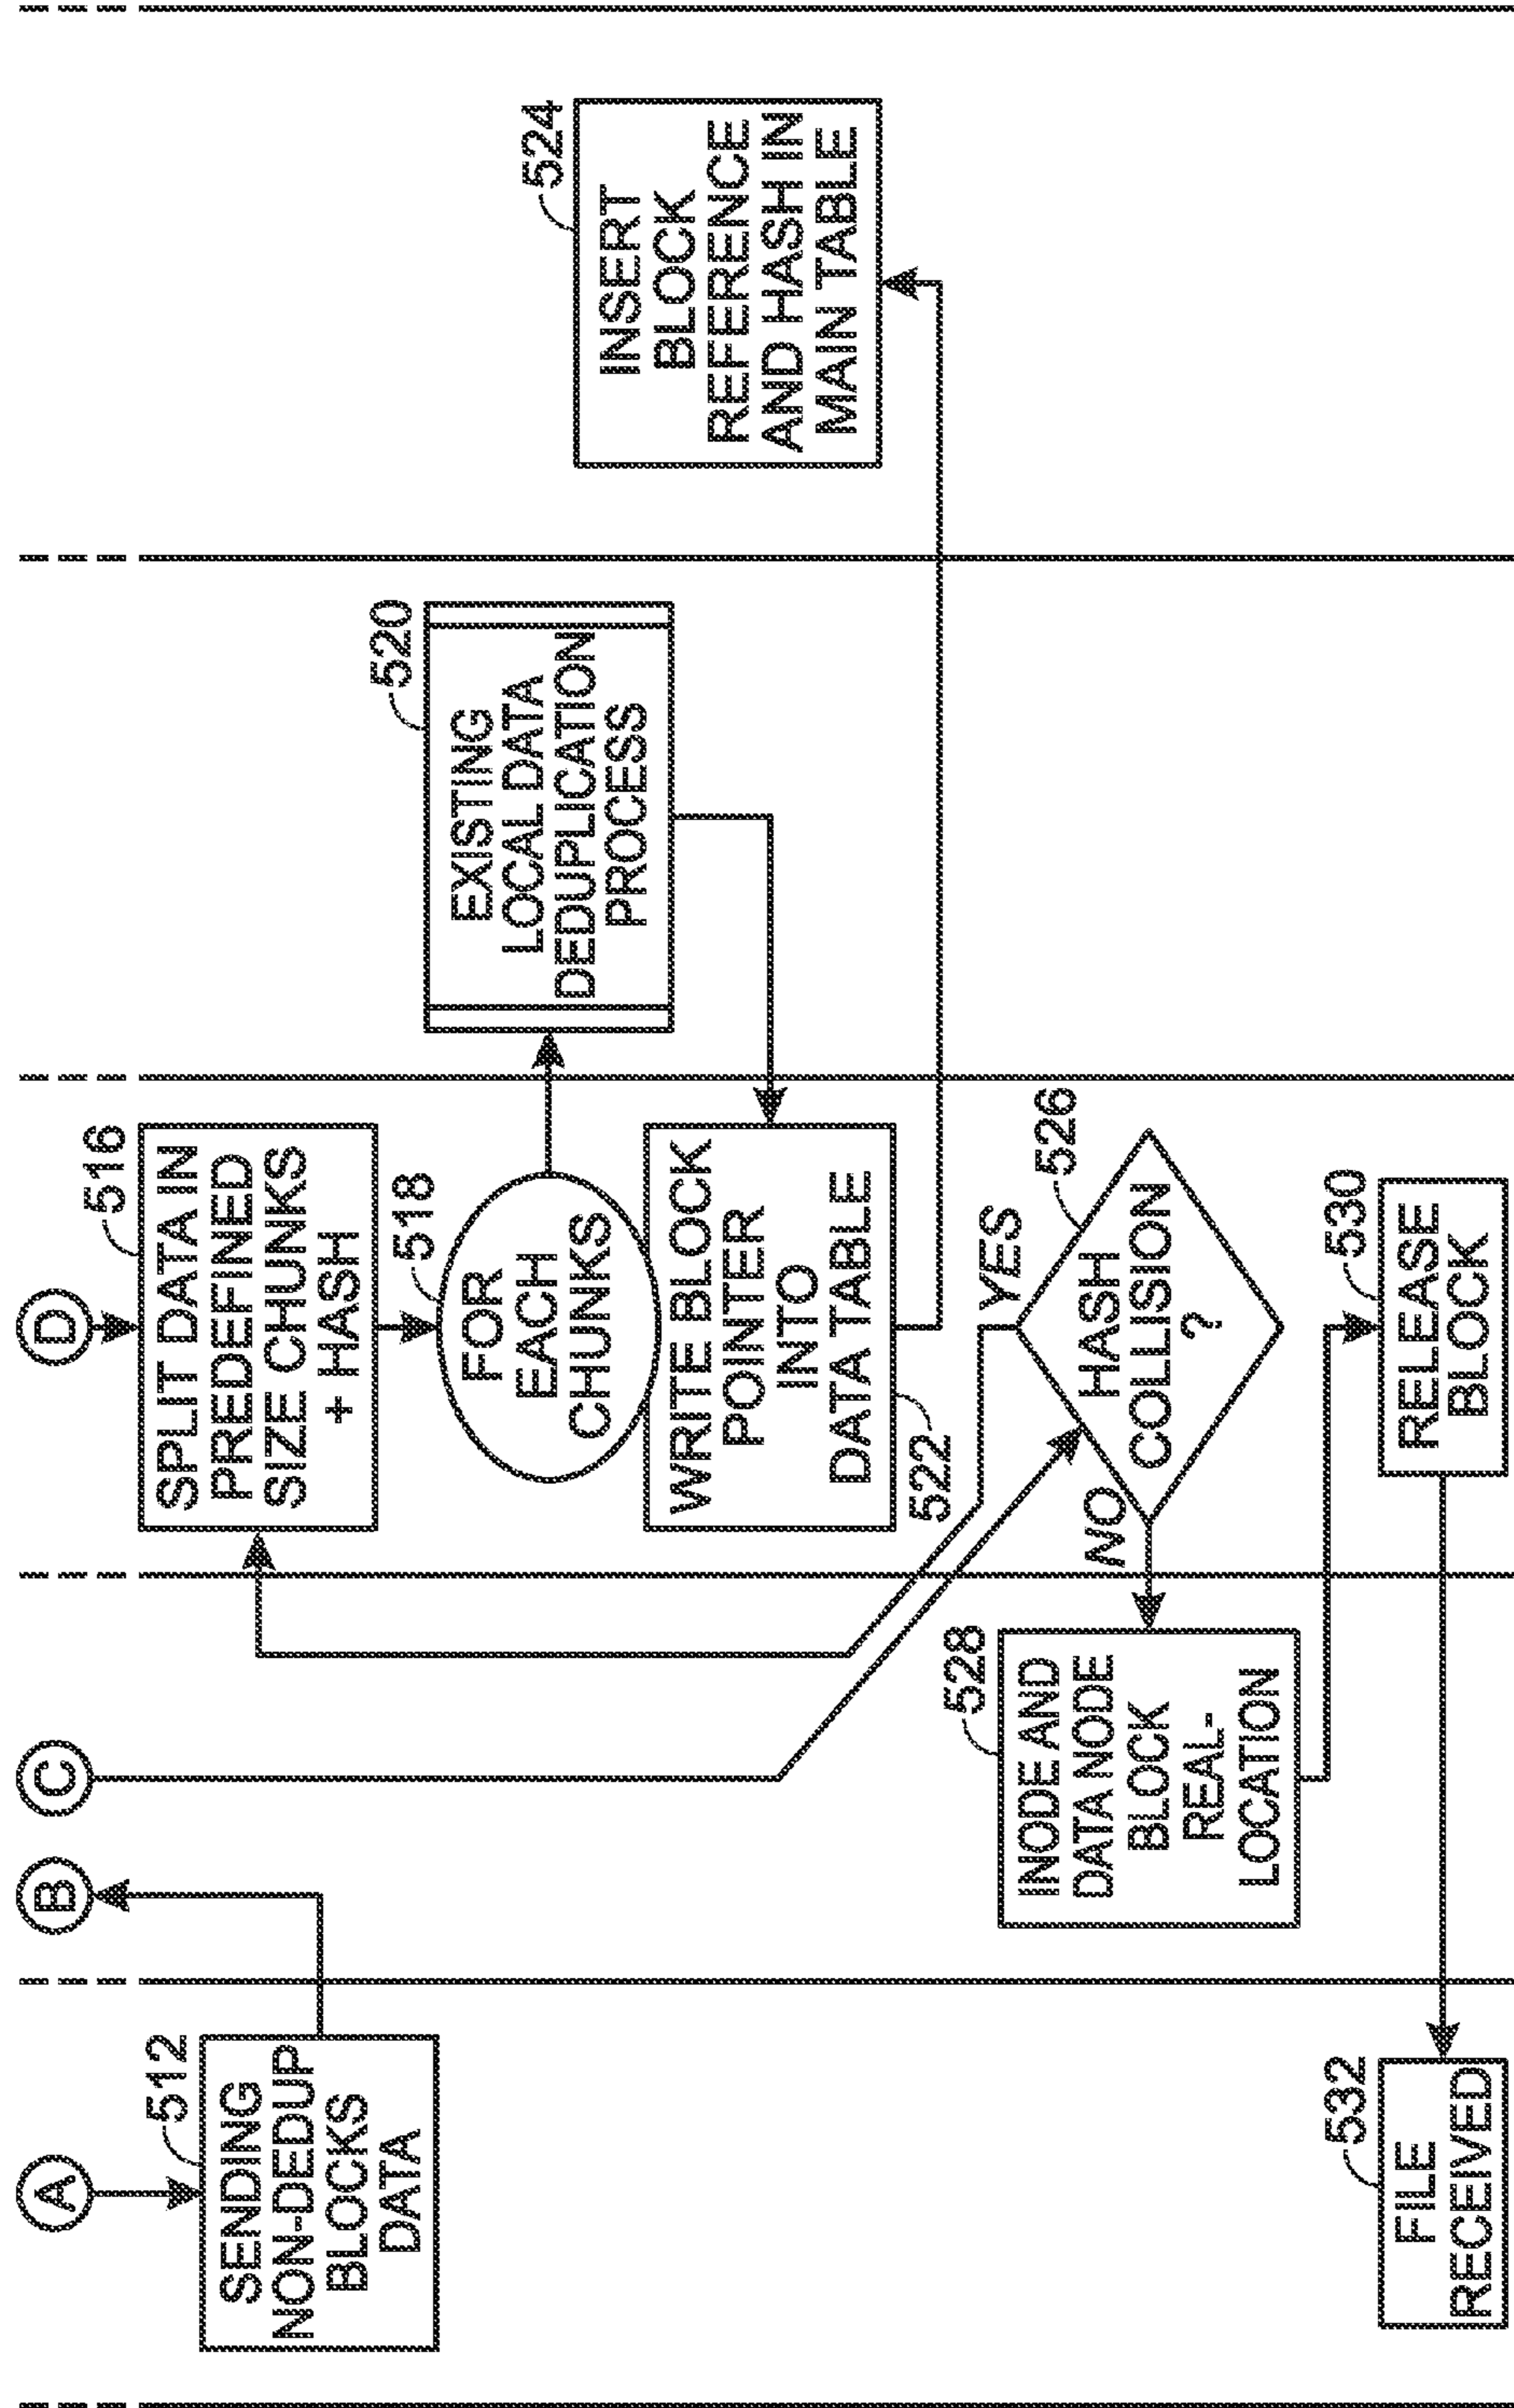 A
B
C
D
512
SENDING
NON-DEDUP
BLOCKS
DATA
516
SPLIT DATA IN
PREDEFINED
SIZE CHUNKS
+ HASH
518
FOR
EACH
CHUNKS
520
EXISTING
LOCAL DATA
DEDUPLICATION
PROCESS
WRITE BLOCK
POINTER
INTO
DATA TABLE
522
524
INSERT
BLOCK
REFERENCE
AND HASH IN
MAIN TABLE
YES
526
HASH
COLLISION
?
NO
528
INODE AND
DATA NODE
BLOCK
REAL-
LOCATION
530
RELEASE
BLOCK
532
FILE
RECEIVED